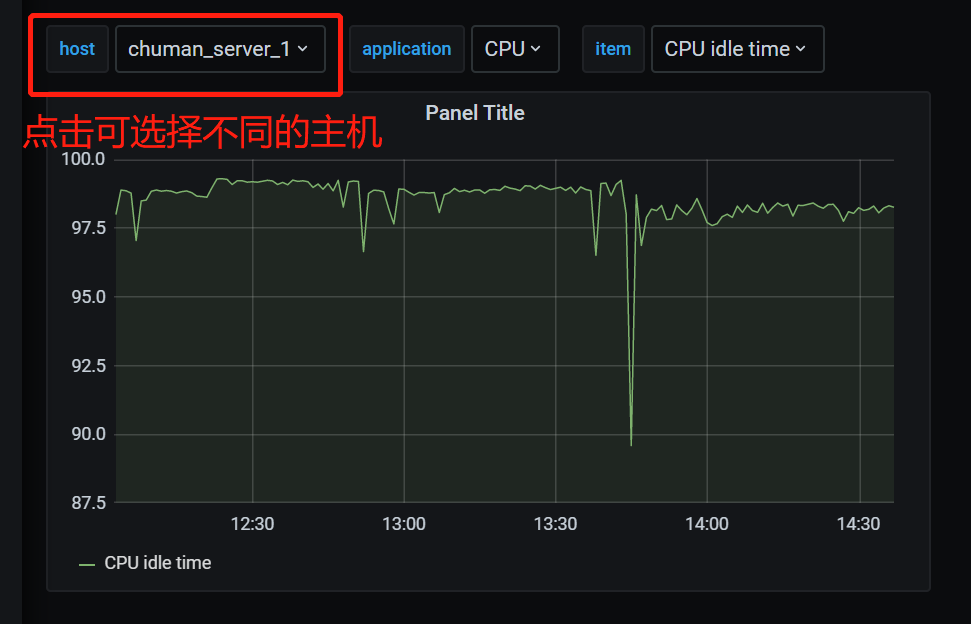 host chuman_server_1 application CPU item CPU idle time
Panel Title
点击可选择不同的主机
100.0
97.5
95.0
92.5
90.0
87.5
12:30 13:00 13:30 14:00 14:30
CPU idle time